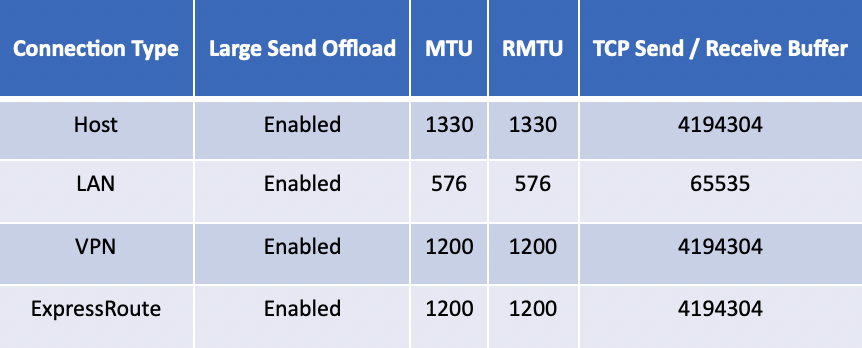 Connection Type Large Send Offload MTU RMTU TCP Send / Receive Buffer
Host Enabled 1330 1330 4194304
LAN Enabled 576 576 65535
VPN Enabled 1200 1200 4194304
ExpressRoute Enabled 1200 1200 4194304